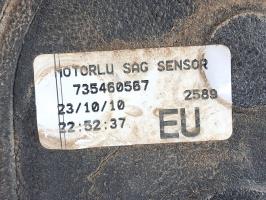 MOTORLU SAG SENSOR
735460567
23/10/10 2589
22:52:37 EU